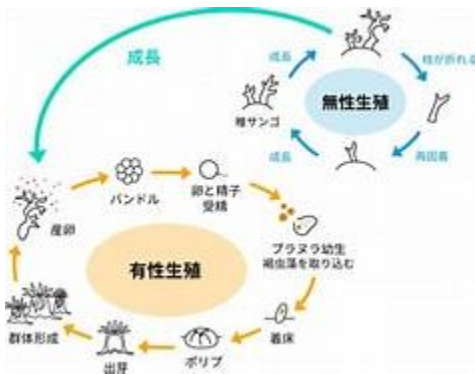 成長
成長
枝が折れる
無性生殖
種サンゴ
成長
再固着
バンドル
卵と精子
受精
産卵
プラヌラ幼生
褐虫藻を取り込む
有性生殖
着床
ポリプ
出芽
群体形成